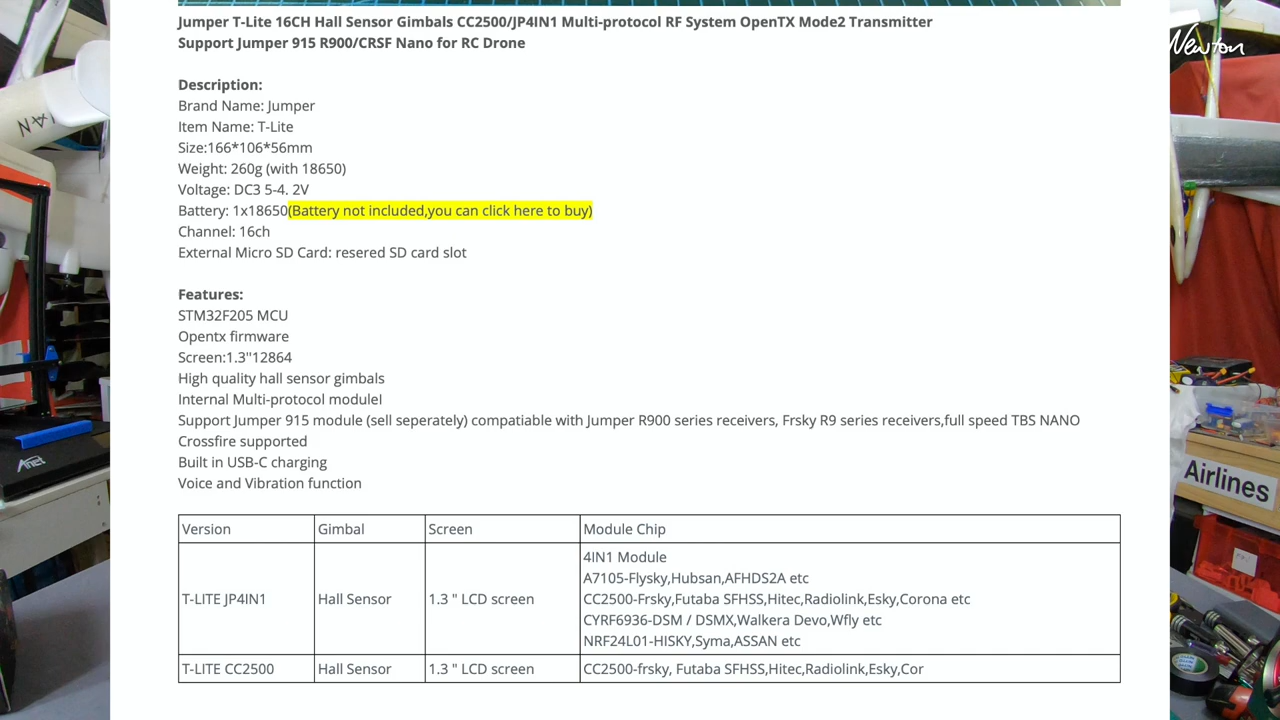 Jumper T-Lite 16CH Hall Sensor Gimbals CC2500/JP4IN1 Multi-protocol RF System OpenTX Mode2 Transmitter
Support Jumper 915 R900/CRSF Nano for RC Drone
Newton
Description:
Brand Name: Jumper
Item Name: T-Lite
Size:166*106*56mm
Weight: 260g (with 18650)
Voltage: DC3 5-4. 2V
Battery: 1x18650(Battery not included,you can click here to buy)
Channel: 16ch
External Micro SD Card: resered SD card slot
Features:
STM32F205 MCU
Opentx firmware
Screen:1.3"12864
High quality hall sensor gimbals
Internal Multi-protocol modulel
Support Jumper 915 module (sell seperately) compatiable with Jumper R900 series receivers, Frsky R9 series receivers,full speed TBS NANO
Crossfire supported
Built in USB-C charging
Voice and Vibration function
Anet
Airlines
Version Gimbal Screen Module Chip
T-LITE JP4IN1 Hall Sensor 1.3 " LCD screen 4IN1 Module
A7105-Flysky,Hubsan,AFHDS2A etc
CC2500-Frsky,Futaba SFHSS,Hitec,Radiolink,Esky,Corona etc
CYRF6936-DSM / DSMX,Walkera Devo,Wfly etc
NRF24L01-HISKY,Syma,ASSAN etc
T-LITE CC2500 Hall Sensor 1.3 " LCD screen CC2500-frsky, Futaba SFHSS,Hitec,Radiolink,Esky,Cor